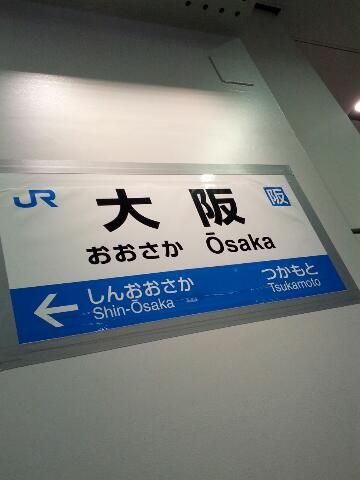 JR 大阪 阪
おおさか Ōsaka
← しんおおさか つかもと
Shin-Ōsaka Tsukamoto